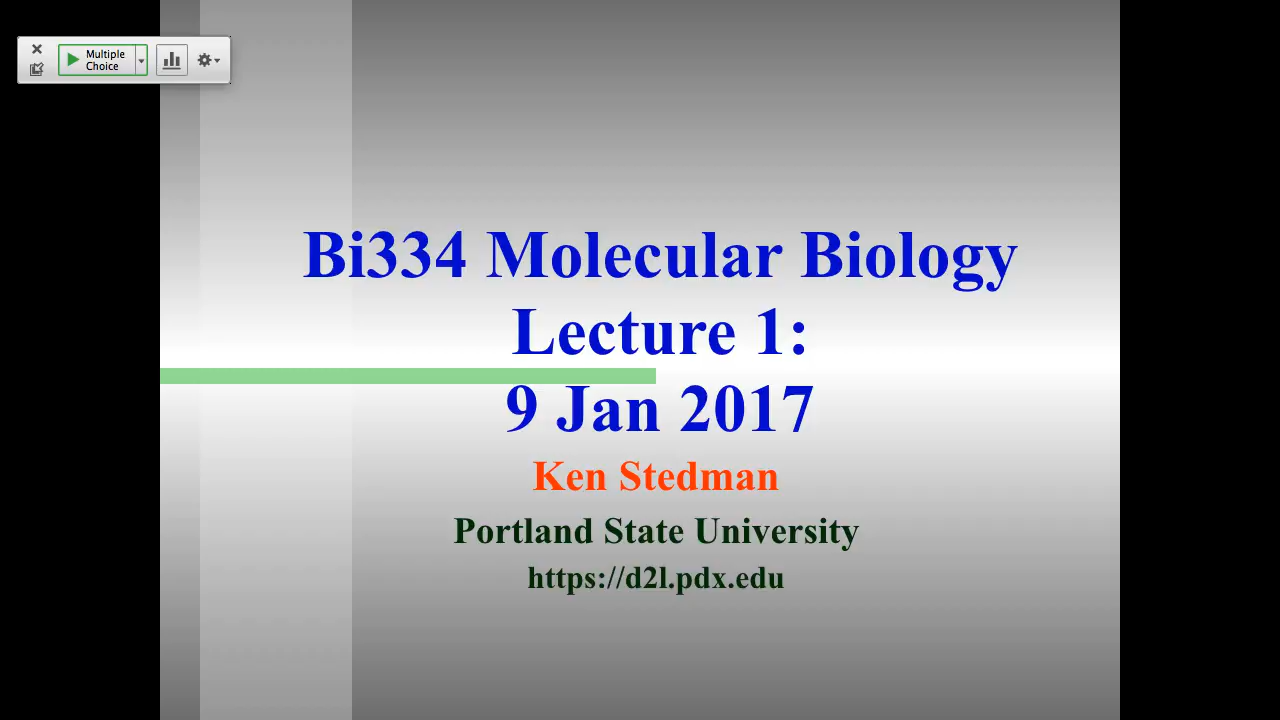 Multiple
Choice
Bi334 Molecular Biology
Lecture 1:
9 Jan 2017
Ken Stedman
Portland State University
https://d2l.pdx.edu